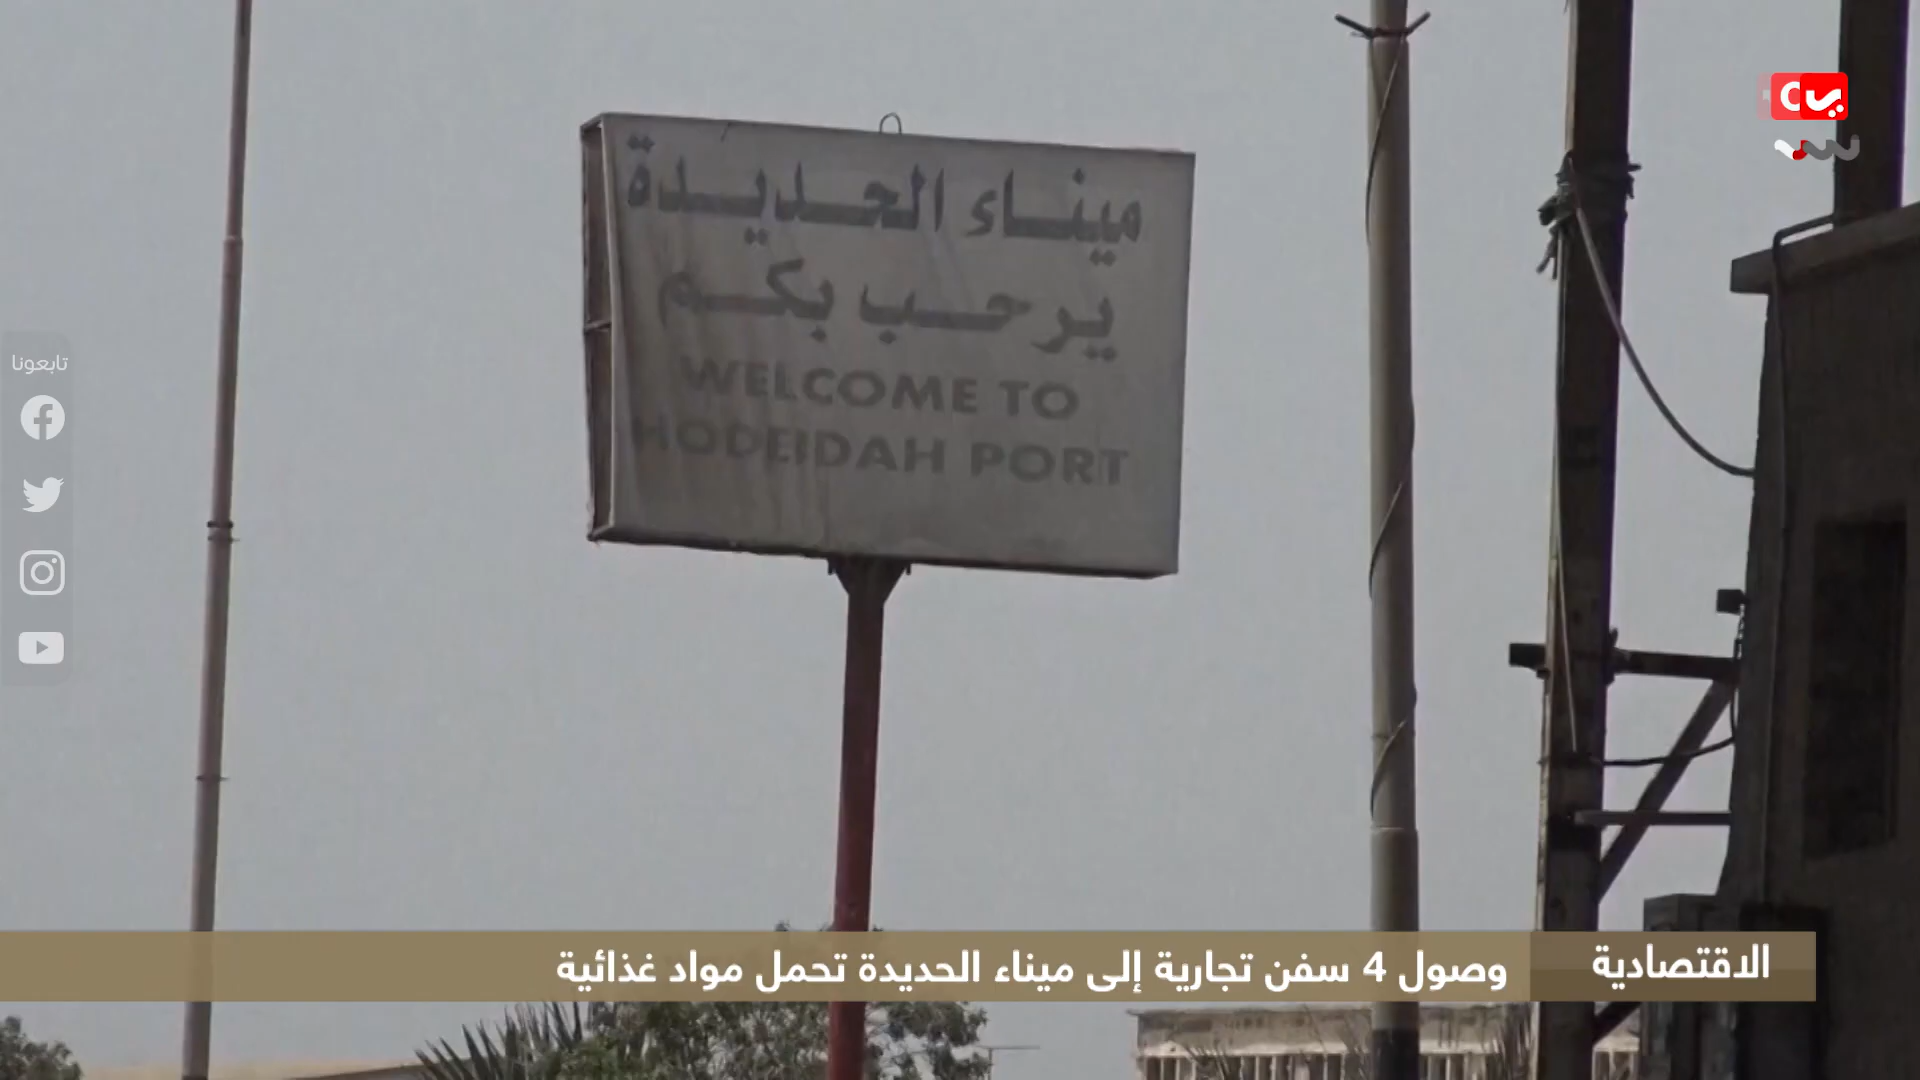 ميناء الحديدة
يرحب بكم
WELCOME TO
HODEIDAH PORT
تابعونا
الاقتصادية
وصول 4 سفن تجارية إلى ميناء الحديدة تحمل مواد غذائية